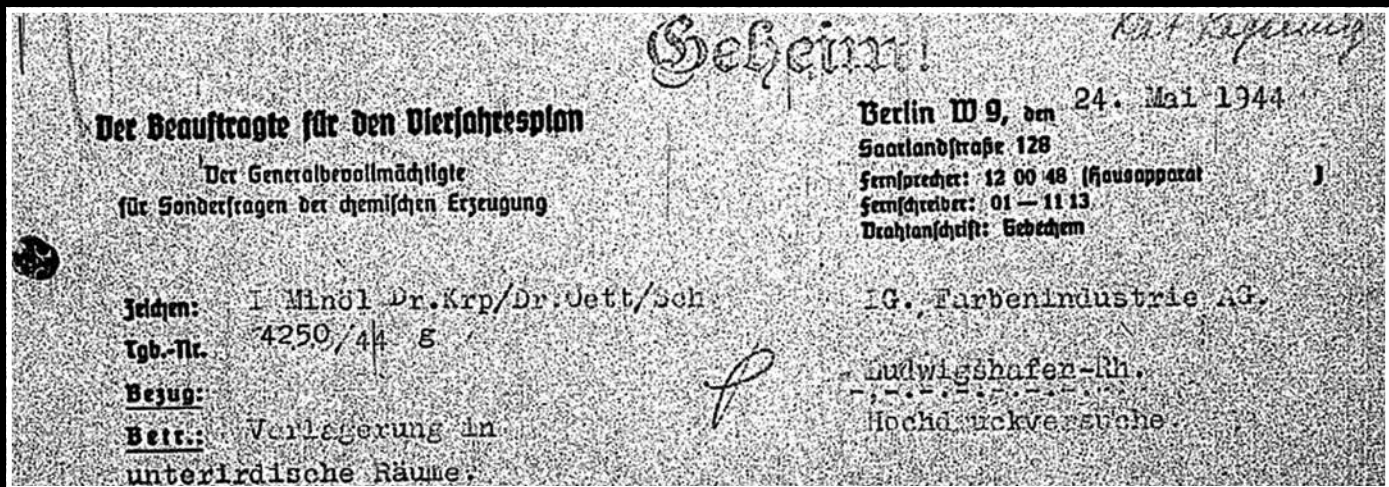 Geheim!
Der Beauftragte für den Vierjahresplan
Der Generalbevollmächtigte
für Sonderfragen der chemischen Erzeugung
Berlin W 9, den 24. Mai 1944
Saarlandstraße 128
Fernsprecher: 12 00 48 (Hausapparat )
Fernschreiber: 01 — 11 13
Drahtanschrift: Gebechem
Zeichen: I Minöl Dr.Krp/Dr.Oett/Sch
Tgb.-Nr. 4250/44 g
Bezug:
Betr.: Verlagerung in
unterirdische Räume.
IG. Farbenindustrie AG.
Ludwigshafen-Rh.
Hochdruckversuche.